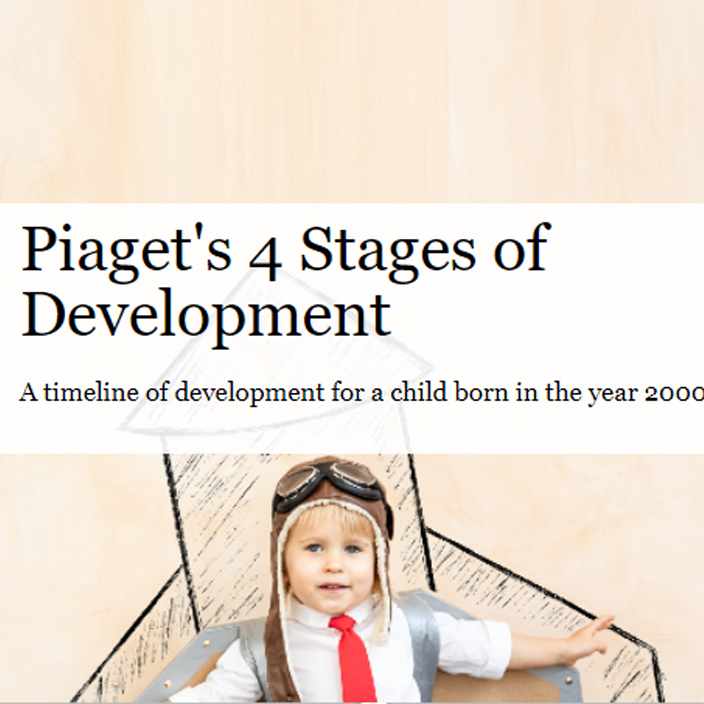 Piaget's 4 Stages of
Development
A timeline of development for a child born in the year 2000